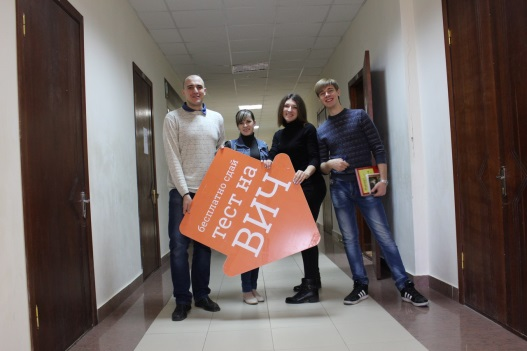 бесплатно сдай
тест на
ВИЧ